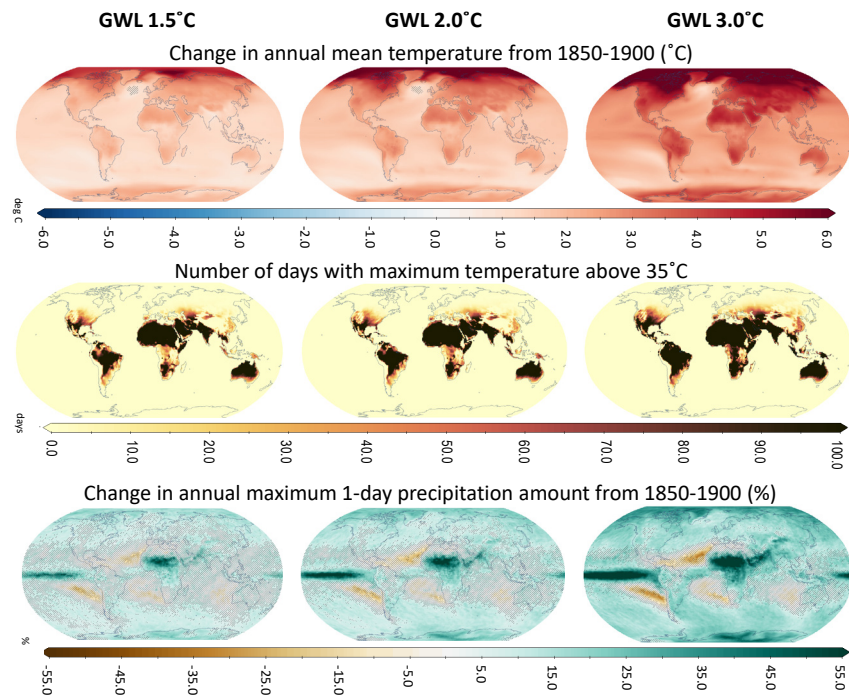 GWL 1.5˚C GWL 2.0˚C GWL 3.0˚C
Change in annual mean temperature from 1850-1900 (˚C)
deg C
-6.0 -5.0 -4.0 -3.0 -2.0 -1.0 0.0 1.0 2.0 3.0 4.0 5.0 6.0
Number of days with maximum temperature above 35˚C
days
0.0 10.0 20.0 30.0 40.0 50.0 60.0 70.0 80.0 90.0 100.0
Change in annual maximum 1-day precipitation amount from 1850-1900 (%)
%
-55.0 -45.0 -35.0 -25.0 -15.0 -5.0 5.0 15.0 25.0 35.0 45.0 55.0